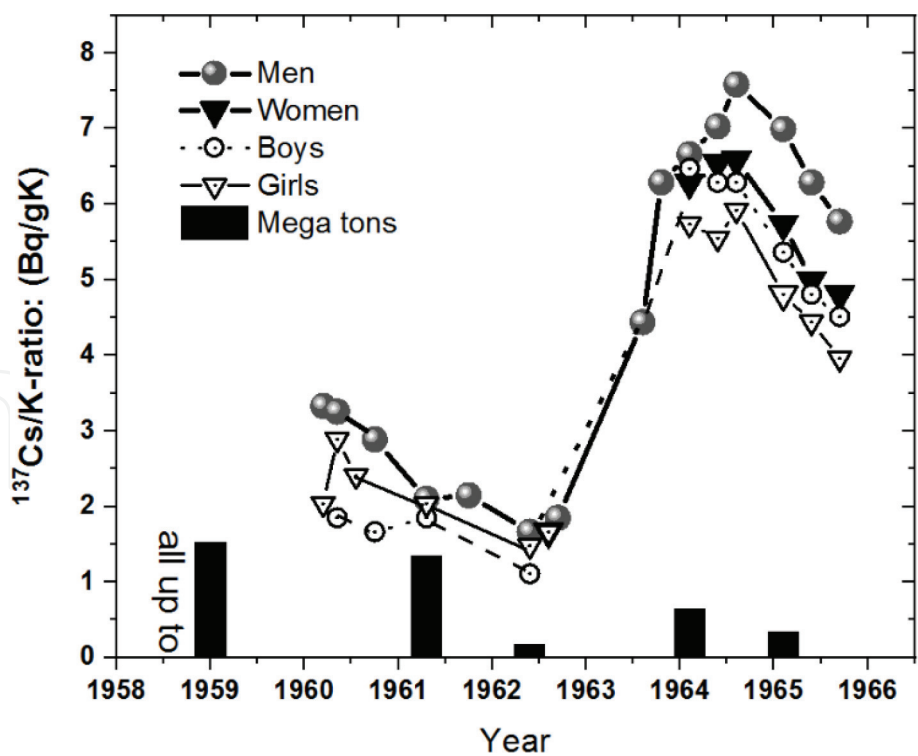 8
7
6
5
4
3
2
1
0
¹³⁷Cs/K-ratio: (Bq/gK)
Men
Women
Boys
Girls
Mega tons
all up to
1958 1959 1960 1961 1962 1963 1964 1965 1966
Year